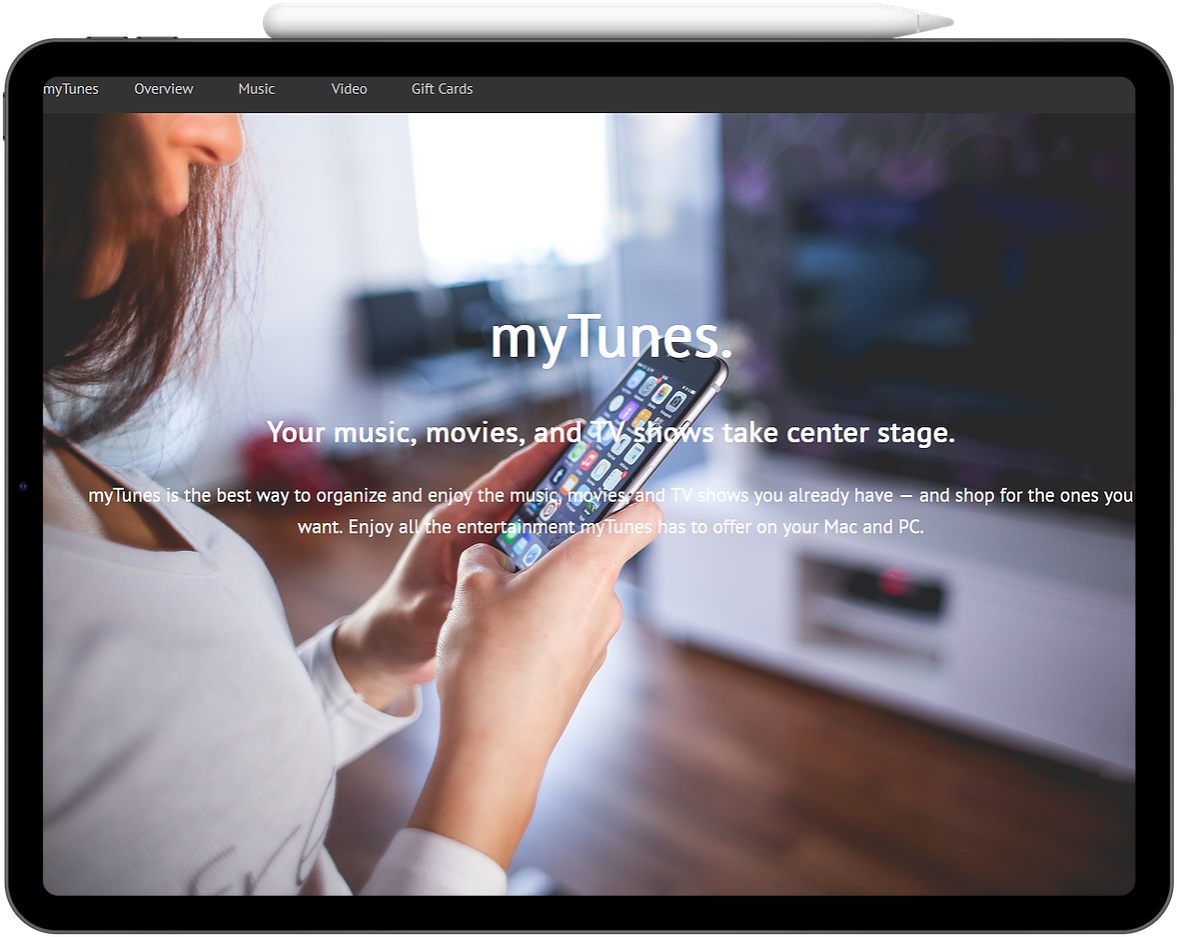 myTunes Overview Music Video Gift Cards
myTunes.
Your music, movies, and TV shows take center stage.
myTunes is the best way to organize and enjoy the music, movies, and TV shows you already have — and shop for the ones you
want. Enjoy all the entertainment myTunes has to offer on your Mac and PC.